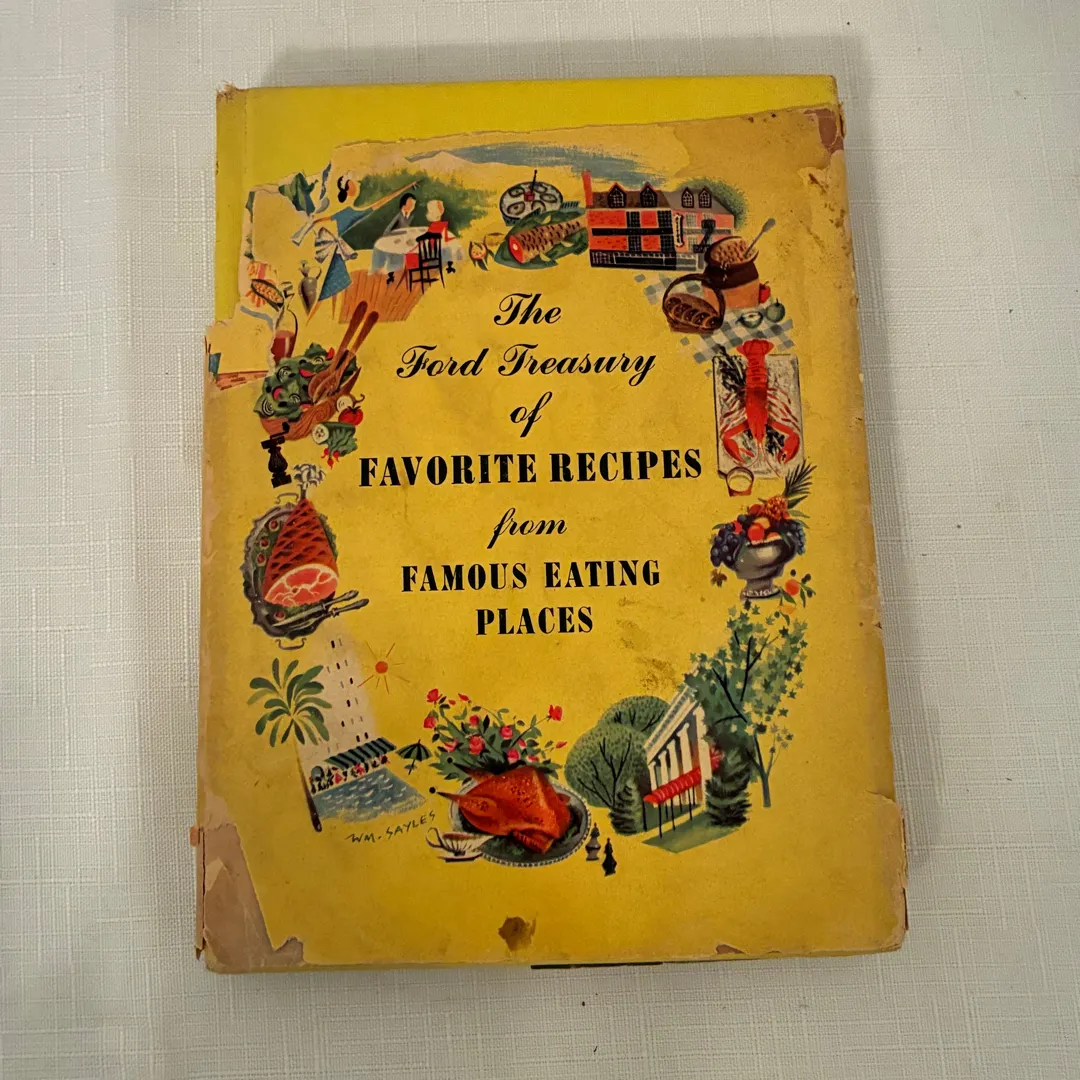 The
Ford Treasury
of
FAVORITE RECIPES
from
FAMOUS EATING
PLACES
WM. SAYLES